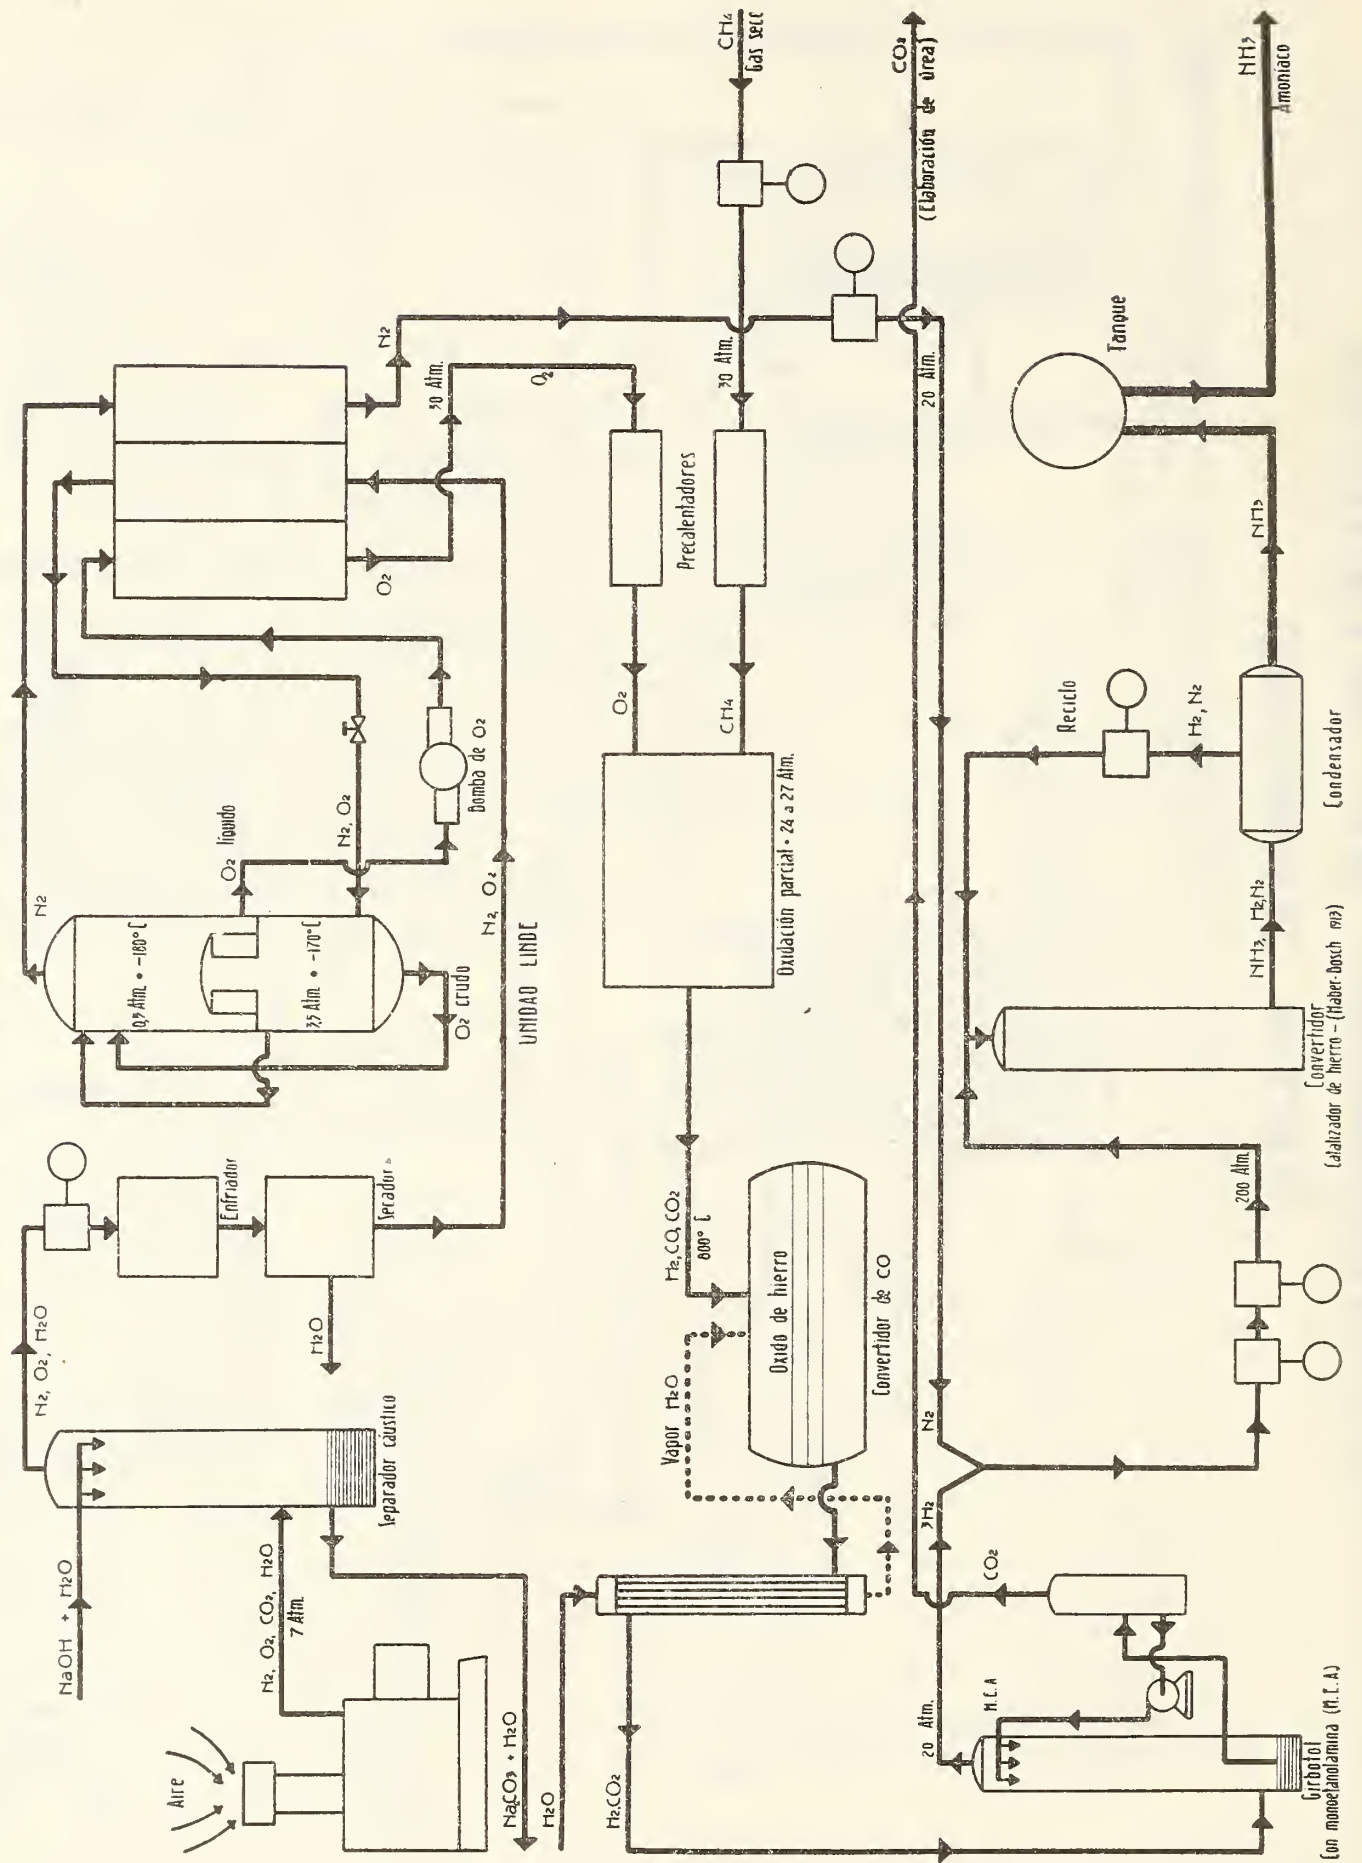 Aire
NaOH + H2O
N2, O2, CO2, H2O
7 Atm.
Na2CO3 + H2O
Separador cáustico
N2, O2, H2O
Enfriador
Secador
H2O
N2, O2
UNIDAD LINDE
N2
0,5 Atm • -180° C
3,5 Atm • -170° C
O2 crudo
O2 líquido
N2, O2
Bomba de O2
O2
N2
30 Atm.
O2
CH4
Gas seco
30 Atm.
Precalentadores
O2
CH4
Oxidación parcial • 24 a 27 Atm.
H2, CO, CO2
800° C
Vapor H2O
Oxido de hierro
Convertidor de CO
H2O
H2, CO2
CO2
(Elaboración de úrea)
20 Atm.
20 Atm.
M.E.A
Girbotol
Con monoetanolamina (M.E.A)
CO2
3H2
N2
200 Atm.
Convertidor
Catalizador de hierro - (Haber-Bosch 1913)
NH3, H2, N2
Condensador
H2, N2
Reciclo
NH3
Tanque
NH3
Amoniaco